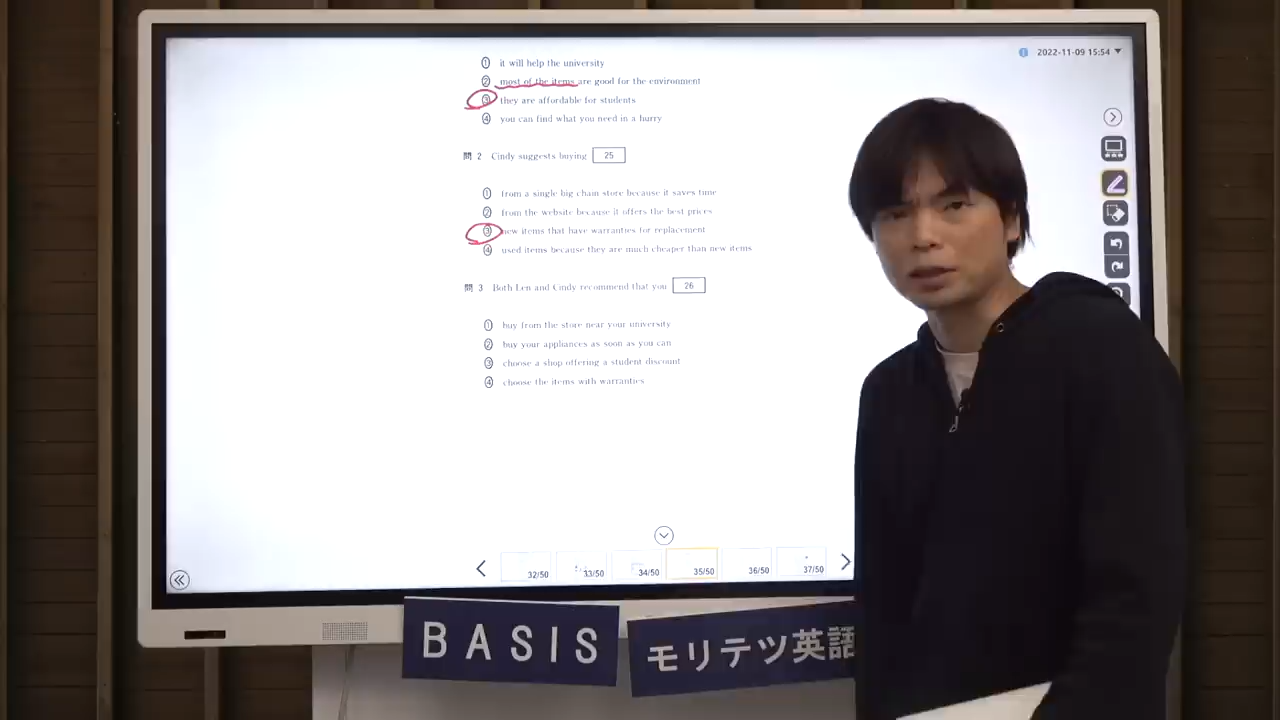 2022-11-09 15:54
① it will help the university
② most of the items are good for the environment
③ they are affordable for students
④ you can find what you need in a hurry
問 2 Cindy suggests buying 25
① from a single big chain store because it saves time
② from the website because it offers the best prices
③ new items that have warranties for replacement
④ used items because they are much cheaper than new items
問 3 Both Len and Cindy recommend that you 26
① buy from the store near your university
② buy your appliances as soon as you can
③ choose a shop offering a student discount
④ choose the items with warranties
32/50 33/50 34/50 35/50 36/50 37/50
BASIS
モリテツ英語